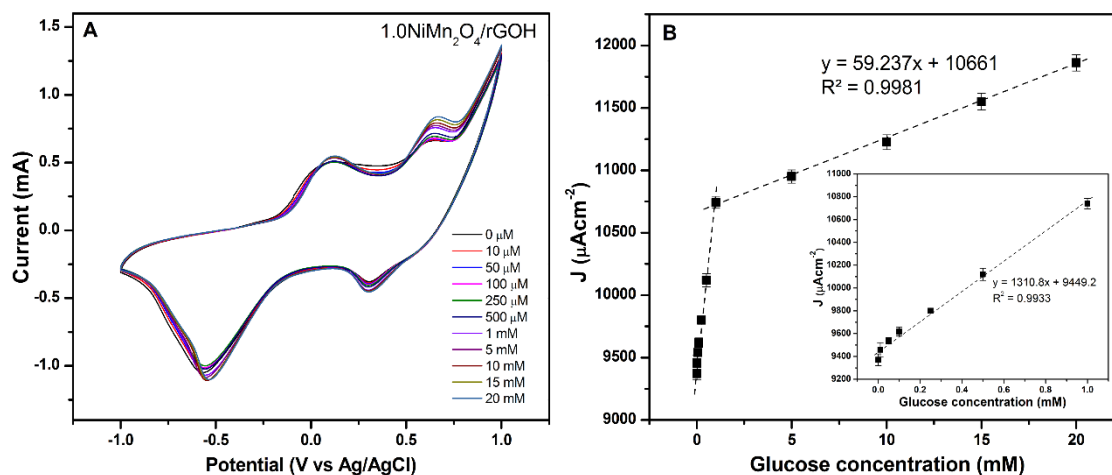 A
1.0NiMn₂O₄/rGOH
1.5
1.0
0.5
0.0
-0.5
-1.0
Current (mA)
0 μM
10 μM
50 μM
100 μM
250 μM
500 μM
1 mM
5 mM
10 mM
15 mM
20 mM
-1.0 -0.5 0.0 0.5 1.0
Potential (V vs Ag/AgCl)
B
y = 59.237x + 10661
R² = 0.9981
12000
11500
11000
10500
10000
9500
9000
J (μAcm⁻²)
11000
10800
10600
10400
10200
10000
9800
9600
9400
9200
J (μAcm⁻²)
y = 1310.8x + 9449.2
R² = 0.9933
0.0 0.2 0.4 0.6 0.8 1.0
Glucose concentration (mM)
0 5 10 15 20
Glucose concentration (mM)